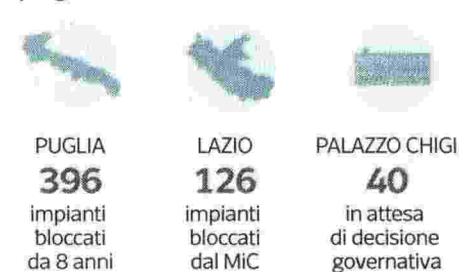 PUGLIA
396
impianti
bloccati
da 8 anni
LAZIO
126
impianti
bloccati
dal MiC
PALAZZO CHIGI
40
in attesa
di decisione
governativa